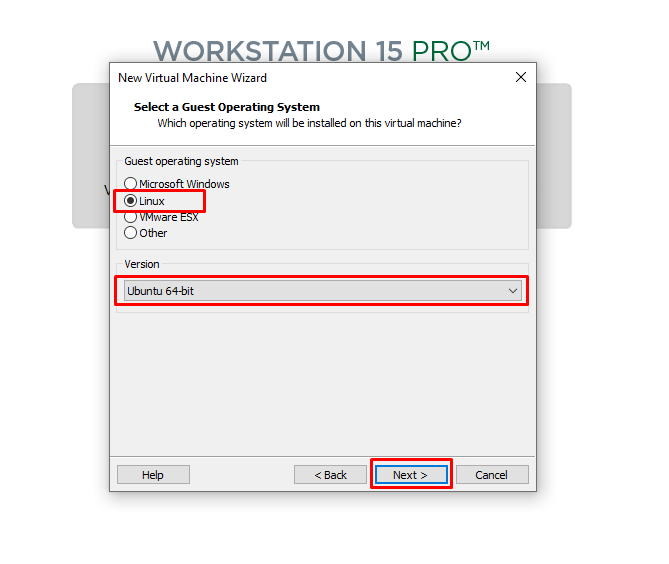 WORKSTATION 15 PRO™
New Virtual Machine Wizard
Select a Guest Operating System
Which operating system will be installed on this virtual machine?
Guest operating system
Microsoft Windows
Linux
VMware ESX
Other
Version
Ubuntu 64-bit
Help
< Back
Next >
Cancel